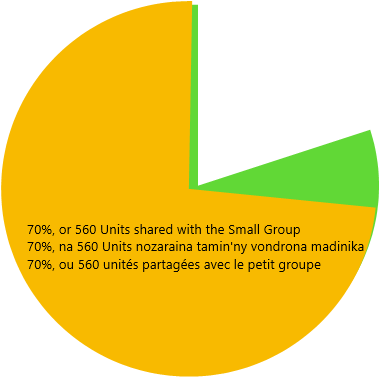 70%, or 560 Units shared with the Small Group
70%, na 560 Units nozaraina tamin'ny vondrona madinika
70%, ou 560 unités partagées avec le petit groupe